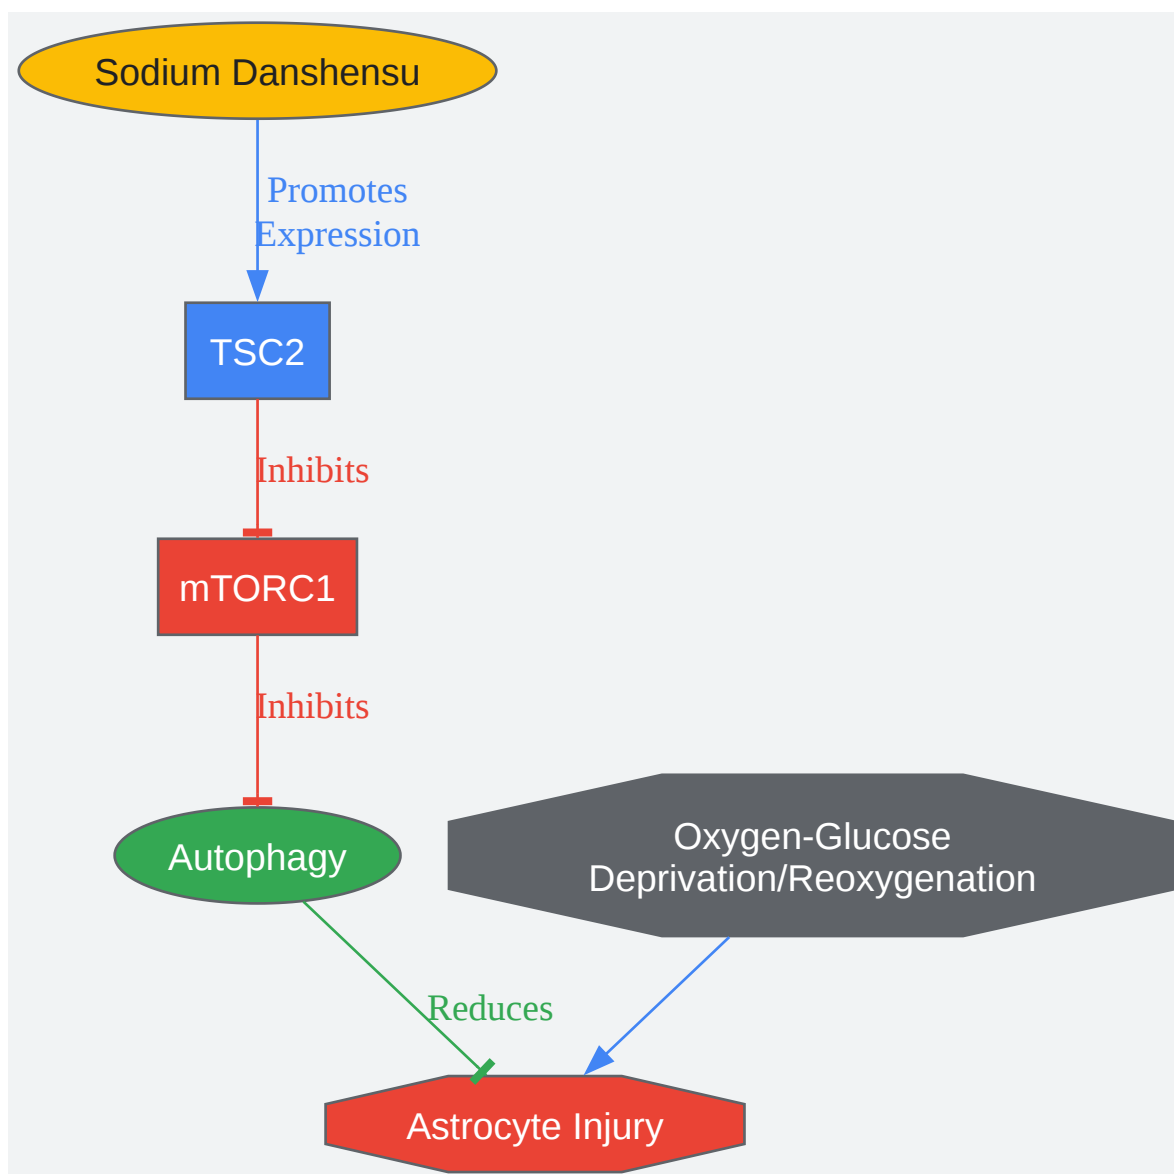 Sodium Danshensu
Promotes
Expression
TSC2
Inhibits
mTORC1
Inhibits
Autophagy
Oxygen-Glucose
Deprivation/Reoxygenation
Reduces
Astrocyte Injury